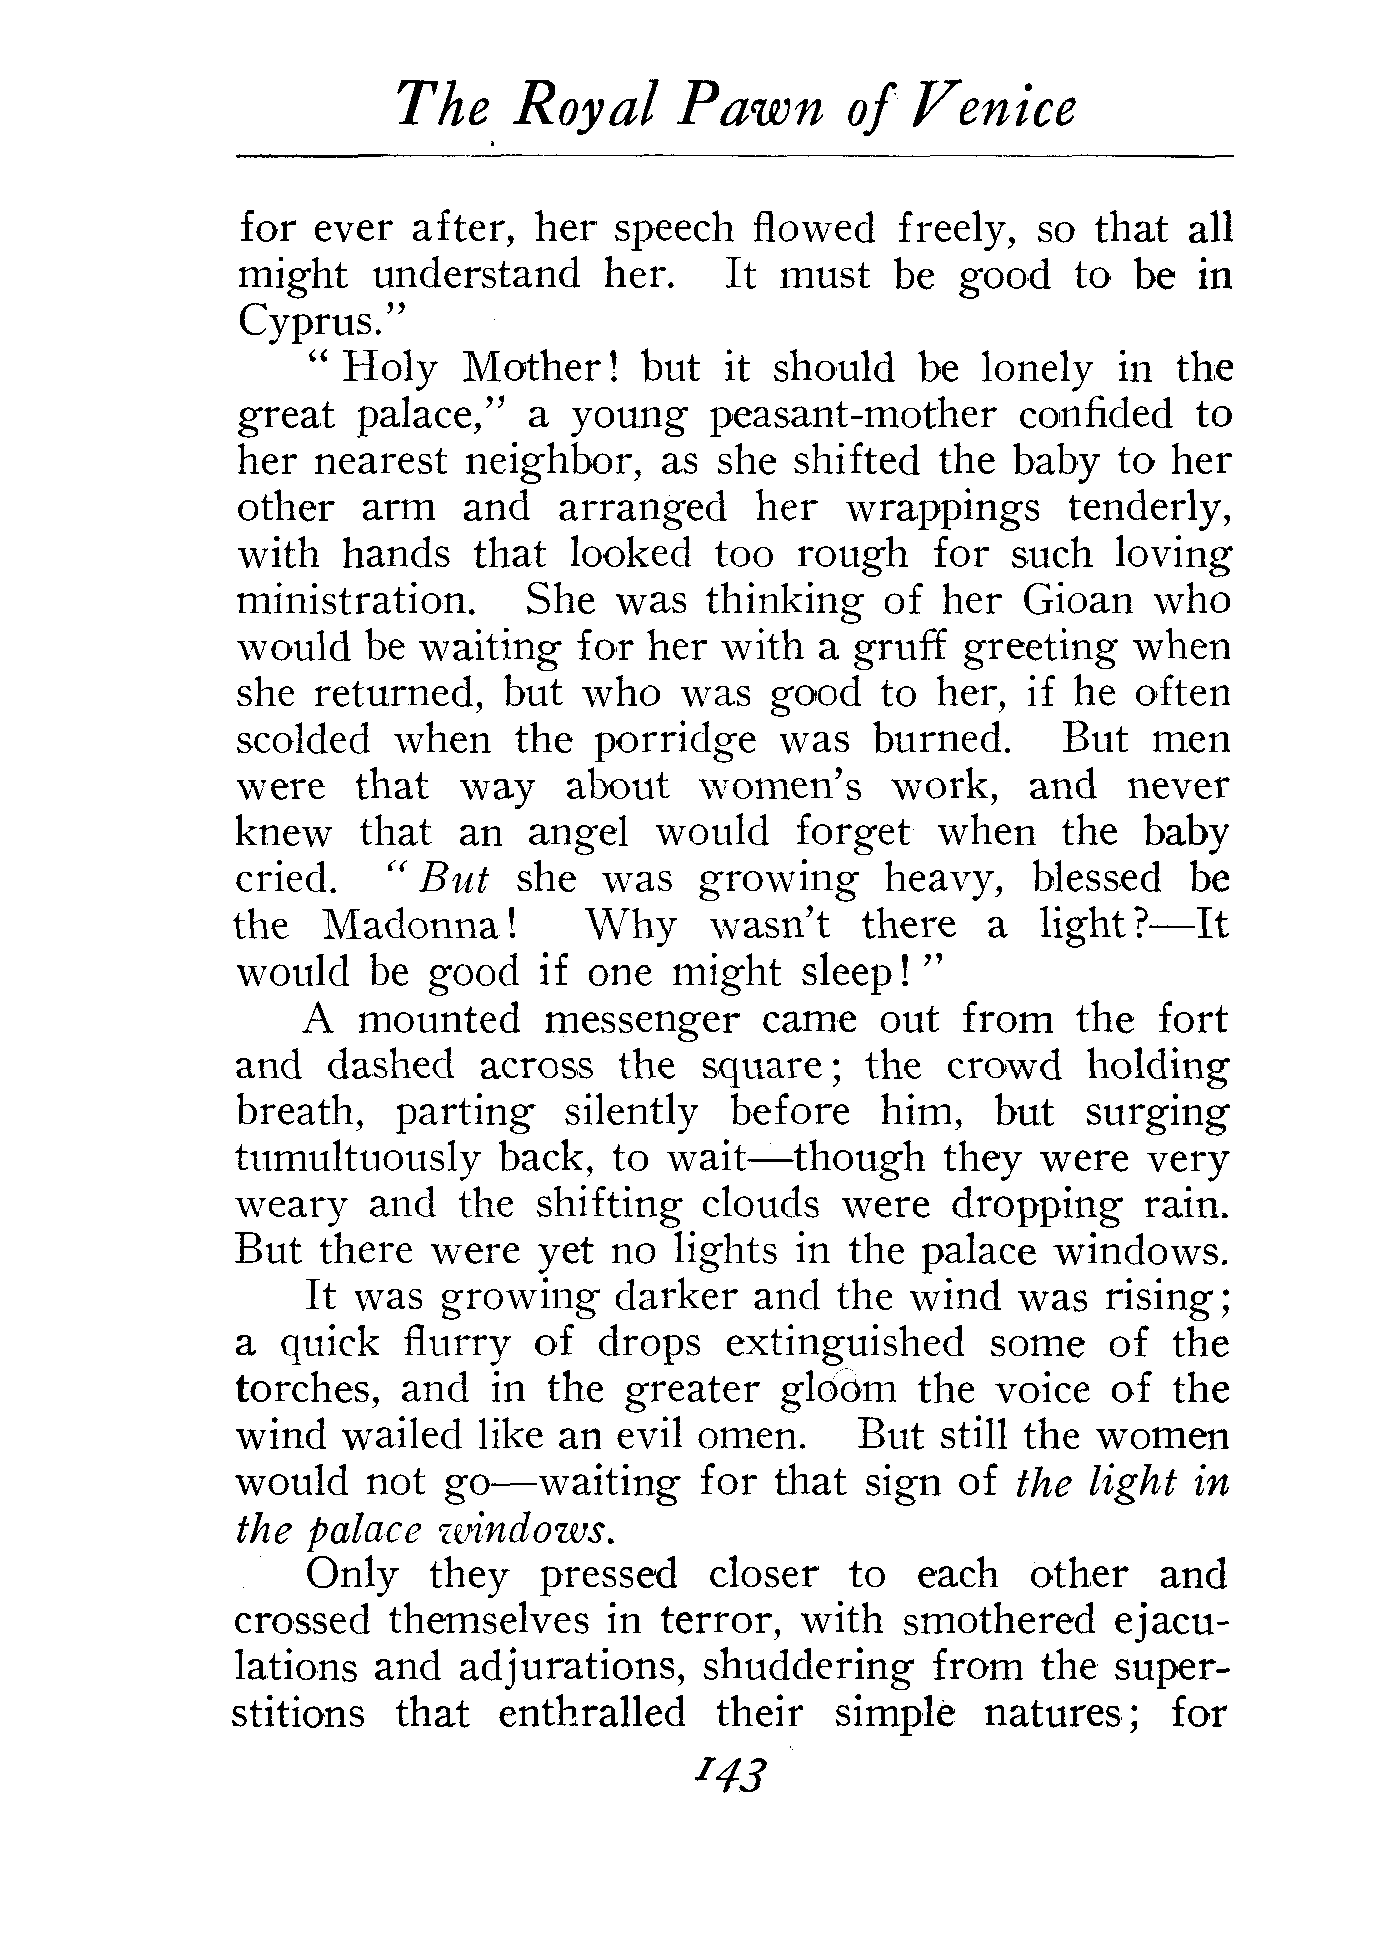 The Royal Pawn of Venice
for ever after, her speech flowed freely, so that all
might understand her. It must be good to be in
Cyprus."
" Holy Mother! but it should be lonely in the
great palace," a young peasant-mother confided to
her nearest neighbor, as she shifted the baby to her
other arm and arranged her wrappings tenderly,
with hands that looked too rough for such loving
ministration. She was thinking of her Gioan who
would be waiting for her with a gruff greeting when
she returned, but who was good to her, if he often
scolded when the porridge was burned. But men
were that way about women's work, and never
knew that an angel would forget when the baby
cried. " But she was growing heavy, blessed be
the Madonna! Why wasn't there a light?—It
would be good if one might sleep! "
A mounted messenger came out from the fort
and dashed across the square; the crowd holding
breath, parting silently before him, but surging
tumultuously back, to wait—though they were very
weary and the shifting clouds were dropping rain.
But there were yet no lights in the palace windows.
It was growing darker and the wind was rising;
a quick flurry of drops extinguished some of the
torches, and in the greater gloom the voice of the
wind wailed like an evil omen. But still the women
would not go—waiting for that sign of the light in
the palace windows.
Only they pressed closer to each other and
crossed themselves in terror, with smothered ejacu-
lations and adjurations, shuddering from the super-
stitions that enthralled their simple natures; for
143